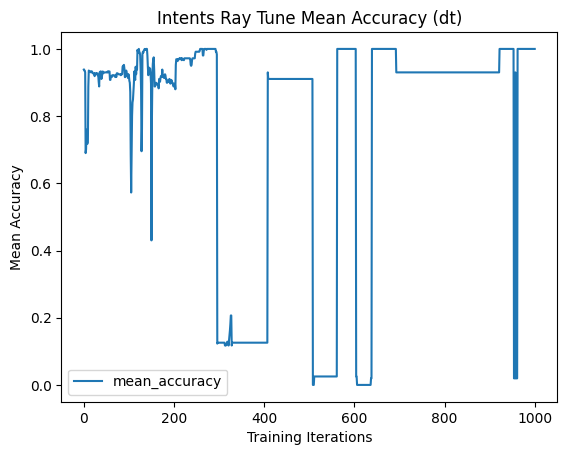 Intents Ray Tune Mean Accuracy (dt)
1.0
0.8
0.6
0.4
0.2
0.0
Mean Accuracy
mean_accuracy
0 200 400 600 800 1000
Training Iterations